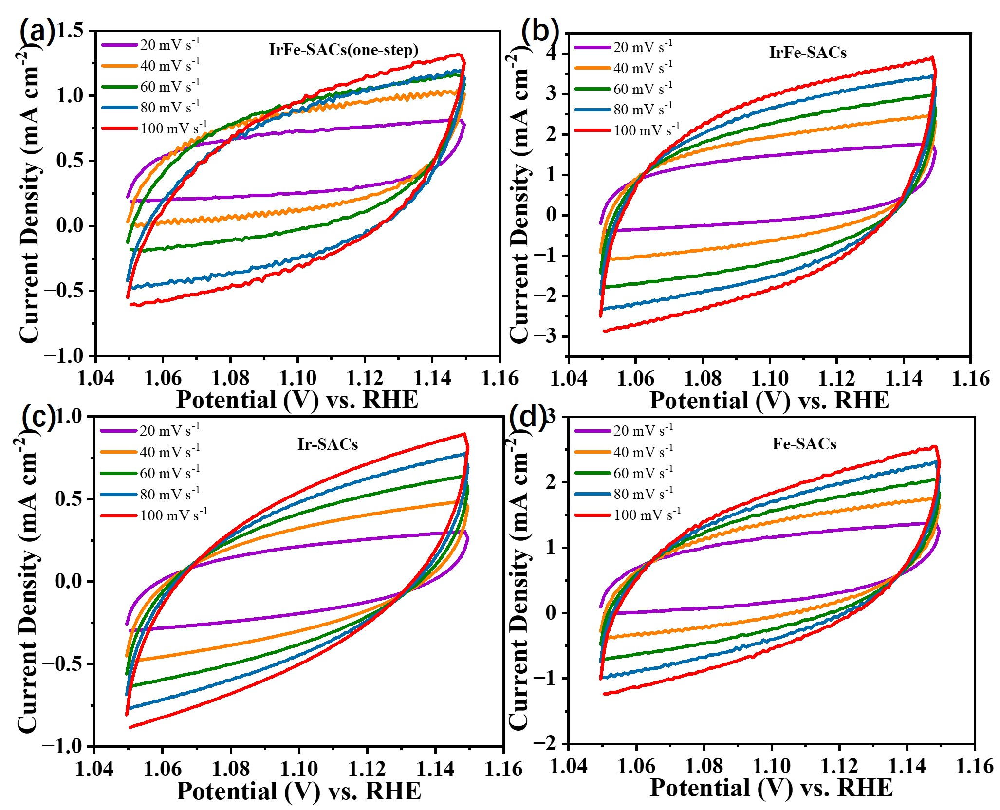 (a)
1.5
1.0
0.5
0.0
−0.5
−1.0
Current Density (mA cm-2)
20 mV s-1
40 mV s-1
60 mV s-1
80 mV s-1
100 mV s-1
IrFe-SACs(one-step)
1.04 1.06 1.08 1.10 1.12 1.14 1.16
Potential (V) vs. RHE
(b)
4
3
2
1
0
−1
−2
−3
Current Density (mA cm-2)
20 mV s-1
40 mV s-1
60 mV s-1
80 mV s-1
100 mV s-1
IrFe-SACs
1.04 1.06 1.08 1.10 1.12 1.14 1.16
Potential (V) vs. RHE
(c)
1.0
0.5
0.0
−0.5
−1.0
Current Density (mA cm-2)
20 mV s-1
40 mV s-1
60 mV s-1
80 mV s-1
100 mV s-1
Ir-SACs
1.04 1.06 1.08 1.10 1.12 1.14 1.16
Potential (V) vs. RHE
(d)
3
2
1
0
−1
−2
Current Density (mA cm-2)
20 mV s-1
40 mV s-1
60 mV s-1
80 mV s-1
100 mV s-1
Fe-SACs
1.04 1.06 1.08 1.10 1.12 1.14 1.16
Potential (V) vs. RHE